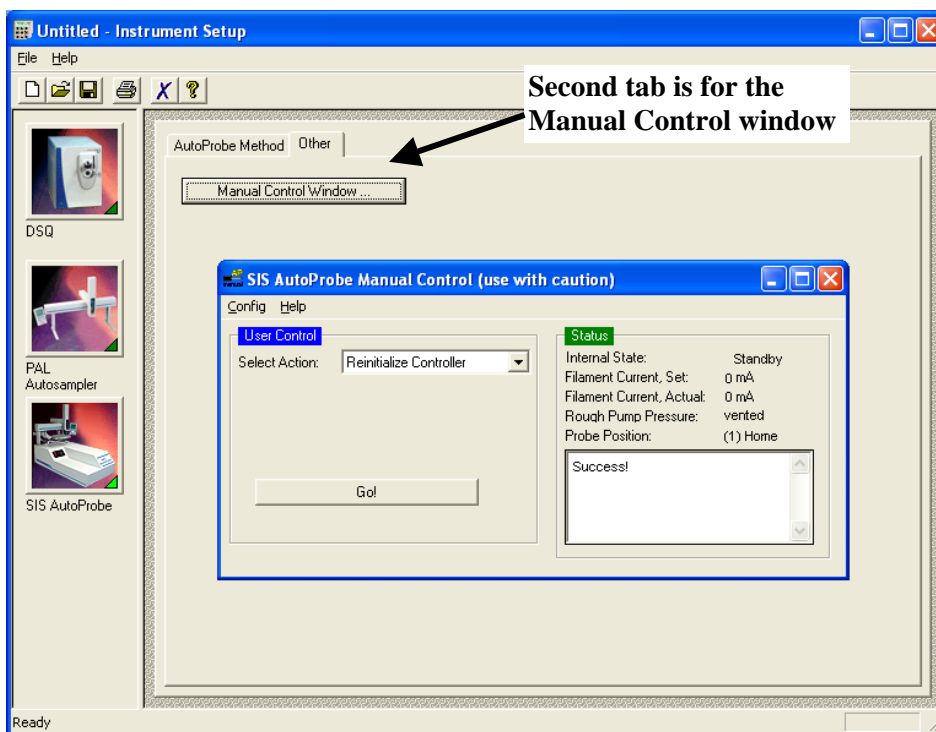 Untitled - Instrument Setup
File Help
Second tab is for the
Manual Control window
AutoProbe Method Other
Manual Control Window ...
DSQ
PAL
Autosampler
SIS AutoProbe
SIS AutoProbe Manual Control (use with caution)
Config Help
User Control
Select Action: Reinitialize Controller
Go!
Status
Internal State: Standby
Filament Current, Set: 0 mA
Filament Current, Actual: 0 mA
Rough Pump Pressure: vented
Probe Position: (1) Home
Success!
Ready